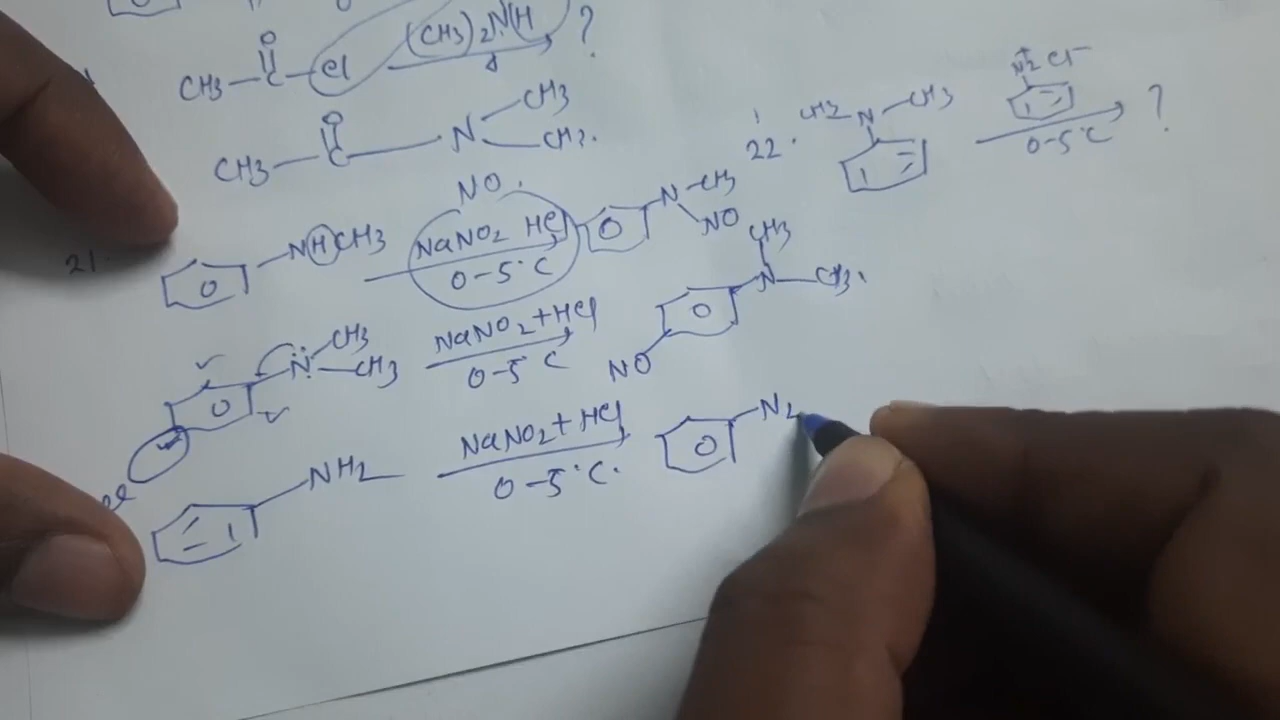 O
CH3 - C - Cl (CH3)2NH ?
O
CH3 - C - N CH3
CH3.
NO.
21. NHCH3 NaNO2 HCl N - CH3
0-5°C NO
N CH3
CH3 NaNO2 + HCl
0-5°C
CH3
N - CH3.
NO
NH2 NaNO2 + HCl N2
0-5°C.
22. CH3 N - CH3
N2 Cl-
+
0-5°C ?